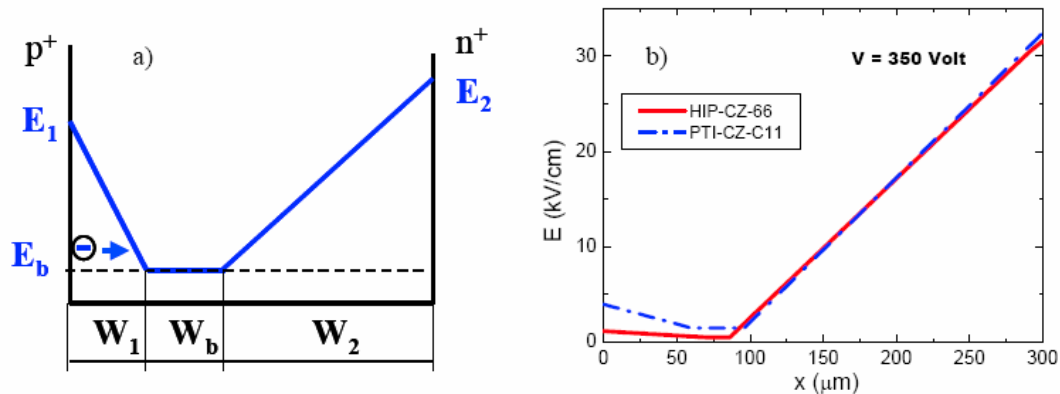 p+
a)
n+
E1
E2
Eb
−
W1
Wb
W2
b)
V = 350 Volt
HIP-CZ-66
PTI-CZ-C11
E (kV/cm)
30
20
10
0
0
50
100
150
200
250
300
x (μm)